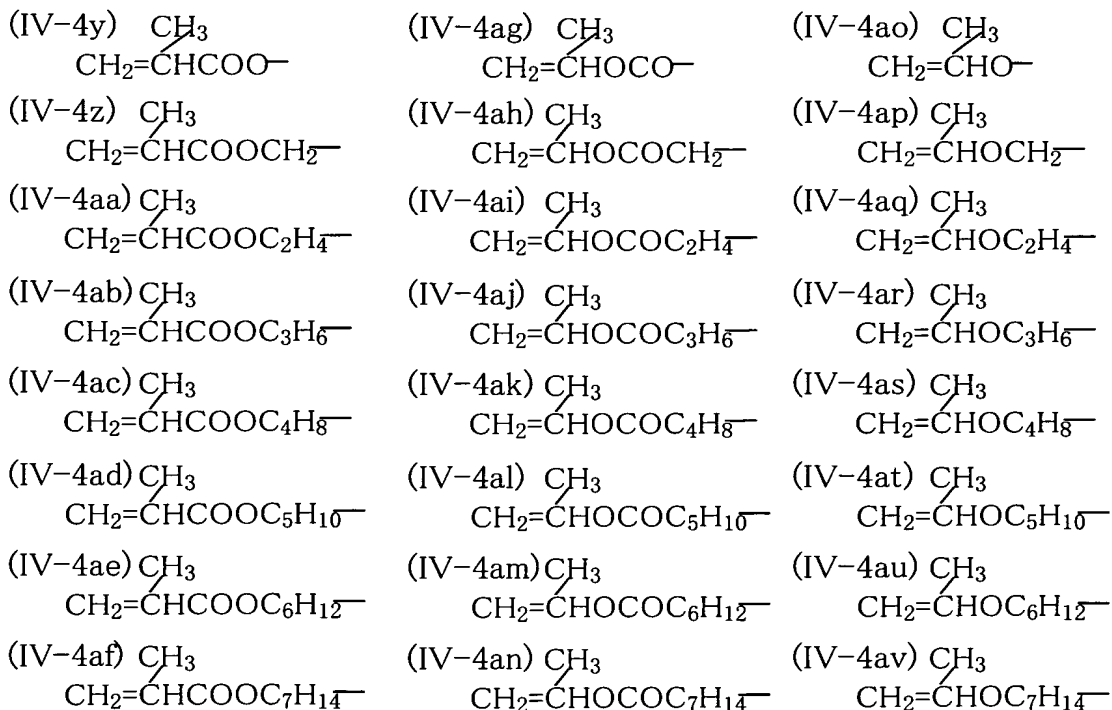 (IV-4y) CH3 (IV-4ag) CH3 (IV-4ao) CH3
CH2=CHCOO— CH2=CHOCO— CH2=CHO—
(IV-4z) CH3 (IV-4ah) CH3 (IV-4ap) CH3
CH2=CHCOOCH2— CH2=CHOCOCH2— CH2=CHOCH2—
(IV-4aa) CH3 (IV-4ai) CH3 (IV-4aq) CH3
CH2=CHCOOC2H4— CH2=CHOCOC2H4— CH2=CHOC2H4—
(IV-4ab) CH3 (IV-4aj) CH3 (IV-4ar) CH3
CH2=CHCOOC3H6— CH2=CHOCOC3H6— CH2=CHOC3H6—
(IV-4ac) CH3 (IV-4ak) CH3 (IV-4as) CH3
CH2=CHCOOC4H8— CH2=CHOCOC4H8— CH2=CHOC4H8—
(IV-4ad) CH3 (IV-4al) CH3 (IV-4at) CH3
CH2=CHCOOC5H10— CH2=CHOCOC5H10— CH2=CHOC5H10—
(IV-4ae) CH3 (IV-4am) CH3 (IV-4au) CH3
CH2=CHCOOC6H12— CH2=CHOCOC6H12— CH2=CHOC6H12—
(IV-4af) CH3 (IV-4an) CH3 (IV-4av) CH3
CH2=CHCOOC7H14— CH2=CHOCOC7H14— CH2=CHOC7H14—